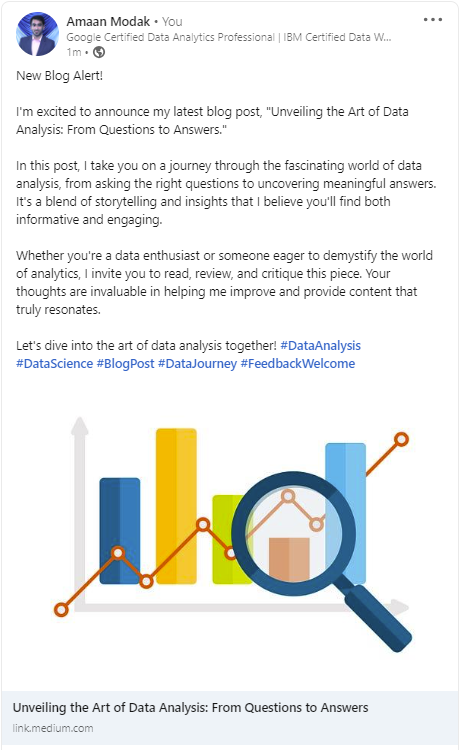 Amaan Modak • You
Google Certified Data Analytics Professional | IBM Certified Data W...
1m •
New Blog Alert!
I'm excited to announce my latest blog post, "Unveiling the Art of Data
Analysis: From Questions to Answers."
In this post, I take you on a journey through the fascinating world of data
analysis, from asking the right questions to uncovering meaningful answers.
It's a blend of storytelling and insights that I believe you'll find both
informative and engaging.
Whether you're a data enthusiast or someone eager to demystify the world
of analytics, I invite you to read, review, and critique this piece. Your
thoughts are invaluable in helping me improve and provide content that
truly resonates.
Let's dive into the art of data analysis together! #DataAnalysis
#DataScience #BlogPost #DataJourney #FeedbackWelcome
Unveiling the Art of Data Analysis: From Questions to Answers
link.medium.com